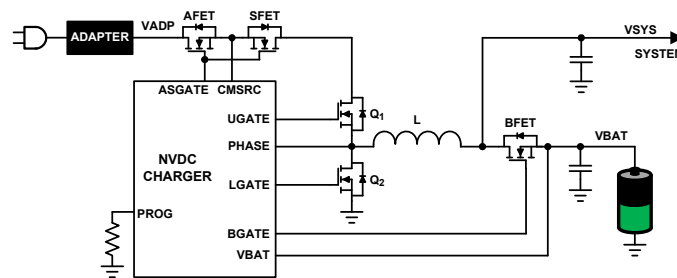 AFET
SFET
VADP
VSYS
ADAPTER
SYSTEM
ASGATE
CMSRC
UGATE
Q1
L
BFET
VBAT
PHASE
NVDC
CHARGER
LGATE
Q2
PROG
BGATE
VBAT